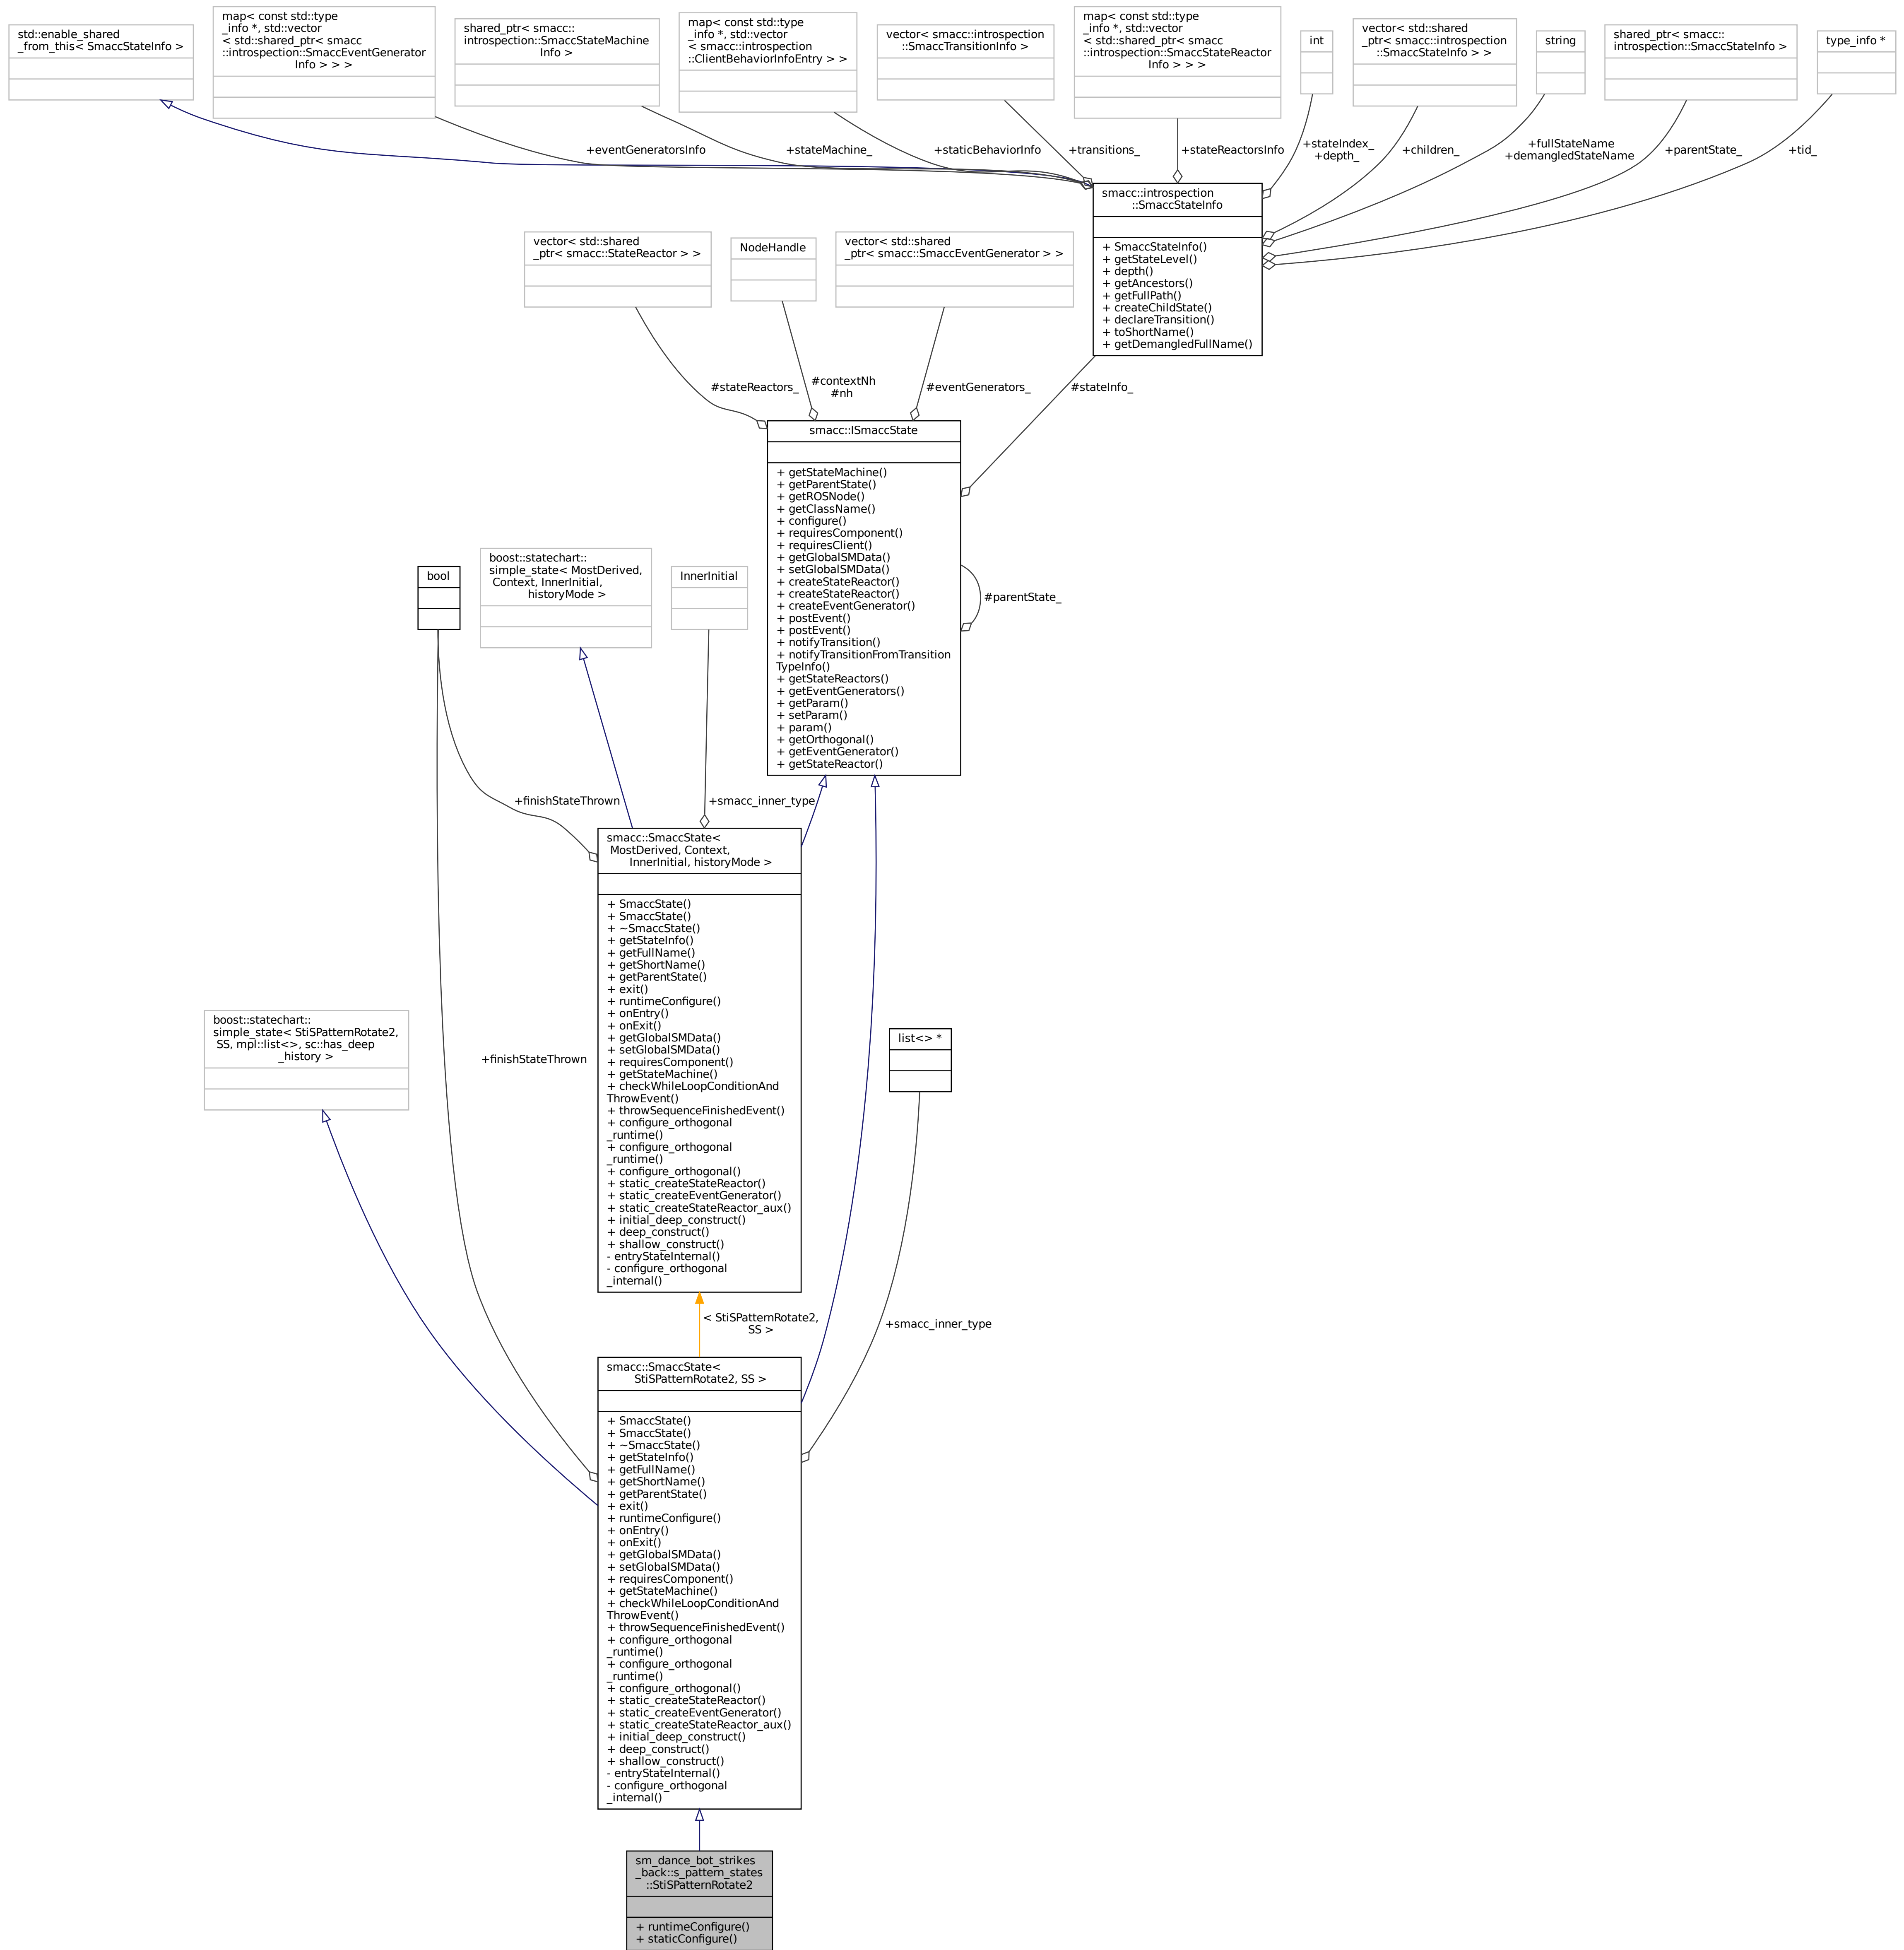 std::enable_shared
_from_this< SmaccStateInfo >
map< const std::type
_info *, std::vector
< std::shared_ptr< smacc
::introspection::SmaccEventGenerator
Info > > >
shared_ptr< smacc::
introspection::SmaccStateMachine
Info >
map< const std::type
_info *, std::vector
< smacc::introspection
::ClientBehaviorInfoEntry > >
vector< smacc::introspection
::SmaccTransitionInfo >
map< const std::type
_info *, std::vector
< std::shared_ptr< smacc
::introspection::SmaccStateReactor
Info > > >
int
vector< std::shared
_ptr< smacc::introspection
::SmaccStateInfo > >
string
shared_ptr< smacc::
introspection::SmaccStateInfo >
type_info *
+eventGeneratorsInfo
+stateMachine_
+staticBehaviorInfo
+transitions_
+stateReactorsInfo
+stateIndex_
+depth_
+children_
+fullStateName
+demangledStateName
+parentState_
+tid_
smacc::introspection
::SmaccStateInfo
+ SmaccStateInfo()
+ getStateLevel()
+ depth()
+ getAncestors()
+ getFullPath()
+ createChildState()
+ declareTransition()
+ toShortName()
+ getDemangledFullName()
vector< std::shared
_ptr< smacc::StateReactor > >
NodeHandle
vector< std::shared
_ptr< smacc::SmaccEventGenerator > >
#stateReactors_
#contextNh
#nh
#eventGenerators_
#stateInfo_
smacc::ISmaccState
+ getStateMachine()
+ getParentState()
+ getROSNode()
+ getClassName()
+ configure()
+ requiresComponent()
+ requiresClient()
+ getGlobalSMData()
+ setGlobalSMData()
+ createStateReactor()
+ createStateReactor()
+ createEventGenerator()
+ postEvent()
+ postEvent()
+ notifyTransition()
+ notifyTransitionFromTransition
TypeInfo()
+ getStateReactors()
+ getEventGenerators()
+ getParam()
+ setParam()
+ param()
+ getOrthogonal()
+ getEventGenerator()
+ getStateReactor()
#parentState_
bool
boost::statechart::
simple_state< MostDerived,
Context, InnerInitial,
historyMode >
InnerInitial
+finishStateThrown
+smacc_inner_type
smacc::SmaccState<
MostDerived, Context,
InnerInitial, historyMode >
+ SmaccState()
+ SmaccState()
+ ~SmaccState()
+ getStateInfo()
+ getFullName()
+ getShortName()
+ getParentState()
+ exit()
+ runtimeConfigure()
+ onEntry()
+ onExit()
+ getGlobalSMData()
+ setGlobalSMData()
+ requiresComponent()
+ getStateMachine()
+ checkWhileLoopConditionAnd
ThrowEvent()
+ throwSequenceFinishedEvent()
+ configure_orthogonal
_runtime()
+ configure_orthogonal
_runtime()
+ configure_orthogonal()
+ static_createStateReactor()
+ static_createEventGenerator()
+ static_createStateReactor_aux()
+ initial_deep_construct()
+ deep_construct()
+ shallow_construct()
- entryStateInternal()
- configure_orthogonal
_internal()
boost::statechart::
simple_state< StiSPatternRotate2,
SS, mpl::list<>, sc::has_deep
_history >
+finishStateThrown
list<> *
< StiSPatternRotate2,
SS >
+smacc_inner_type
smacc::SmaccState<
StiSPatternRotate2, SS >
+ SmaccState()
+ SmaccState()
+ ~SmaccState()
+ getStateInfo()
+ getFullName()
+ getShortName()
+ getParentState()
+ exit()
+ runtimeConfigure()
+ onEntry()
+ onExit()
+ getGlobalSMData()
+ setGlobalSMData()
+ requiresComponent()
+ getStateMachine()
+ checkWhileLoopConditionAnd
ThrowEvent()
+ throwSequenceFinishedEvent()
+ configure_orthogonal
_runtime()
+ configure_orthogonal
_runtime()
+ configure_orthogonal()
+ static_createStateReactor()
+ static_createEventGenerator()
+ static_createStateReactor_aux()
+ initial_deep_construct()
+ deep_construct()
+ shallow_construct()
- entryStateInternal()
- configure_orthogonal
_internal()
sm_dance_bot_strikes
_back::s_pattern_states
::StiSPatternRotate2
+ runtimeConfigure()
+ staticConfigure()